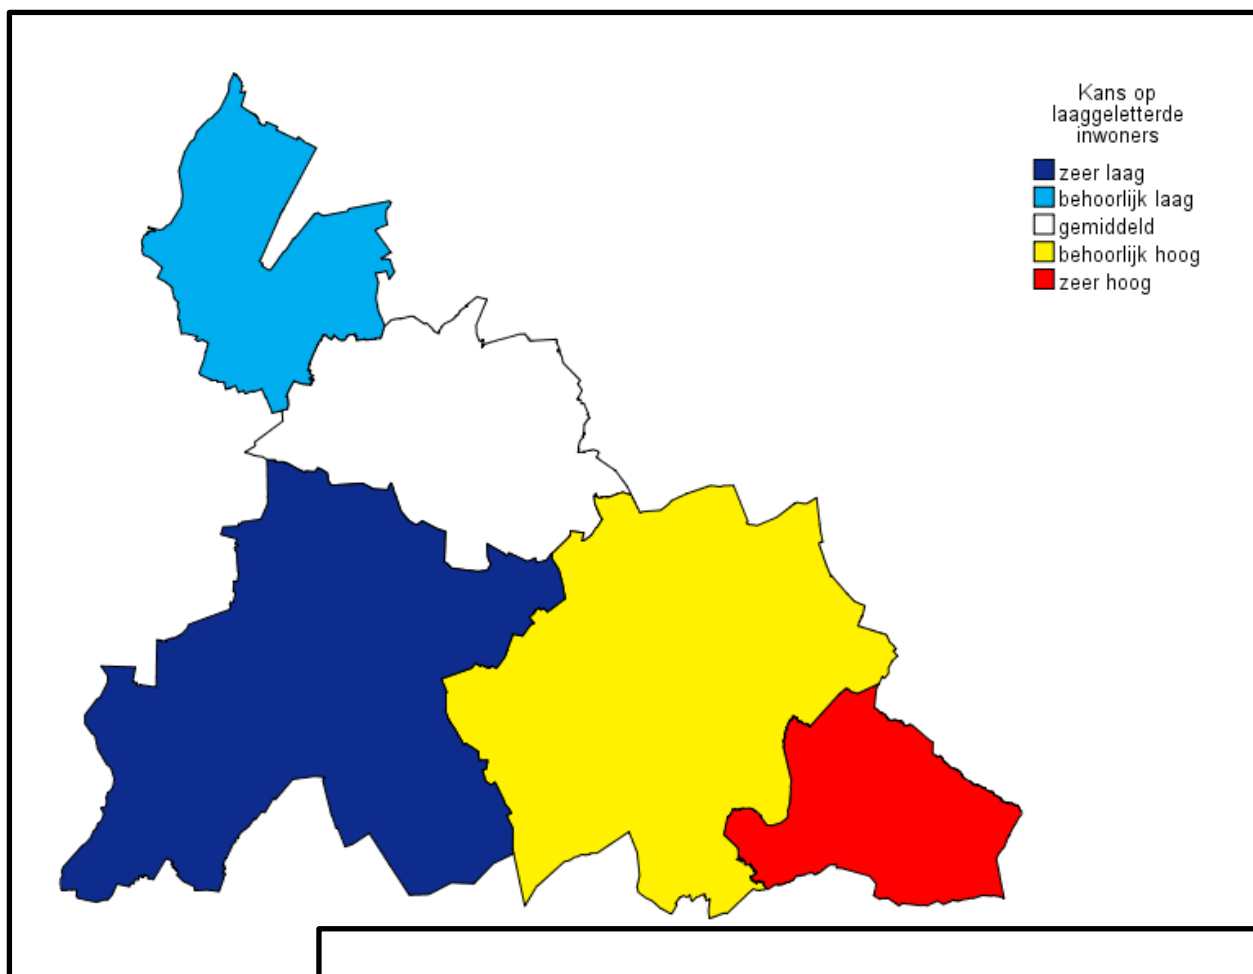 Kans op
laaggeletterde
inwoners
zeer laag
behoorlijk laag
gemiddeld
behoorlijk hoog
zeer hoog